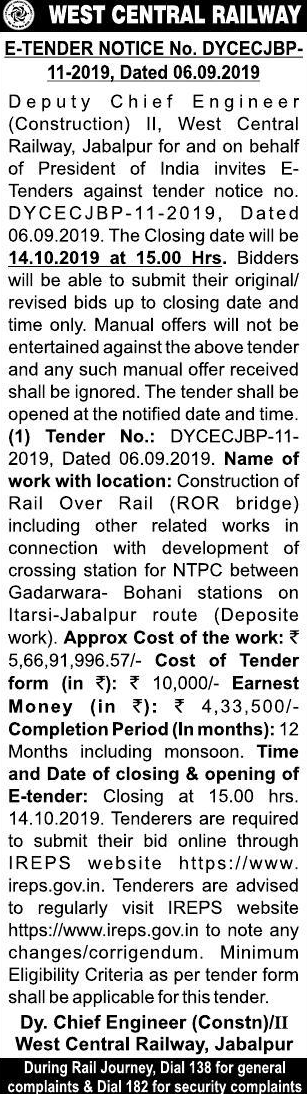 WEST CENTRAL RAILWAY
E-TENDER NOTICE No. DYCECJBP-
11-2019, Dated 06.09.2019
Deputy Chief Engineer
(Construction) II, West Central
Railway, Jabalpur for and on behalf
of President of India invites E-
Tenders against tender notice no.
DYCECJBP-11-2019, Dated
06.09.2019. The Closing date will be
14.10.2019 at 15.00 Hrs. Bidders
will be able to submit their original/
revised bids up to closing date and
time only. Manual offers will not be
entertained against the above tender
and any such manual offer received
shall be ignored. The tender shall be
opened at the notified date and time.
(1) Tender No.: DYCECJBP-11-
2019, Dated 06.09.2019. Name of
work with location: Construction of
Rail Over Rail (ROR bridge)
including other related works in
connection with development of
crossing station for NTPC between
Gadarwara- Bohani stations on
Itarsi-Jabalpur route (Deposite
work). Approx Cost of the work: ₹
5,66,91,996.57/- Cost of Tender
form (in ₹): ₹ 10,000/- Earnest
Money (in ₹): ₹ 4,33,500/-
Completion Period (In months): 12
Months including monsoon. Time
and Date of closing & opening of
E-tender: Closing at 15.00 hrs.
14.10.2019. Tenderers are required
to submit their bid online through
IREPS website https://www.
ireps.gov.in. Tenderers are advised
to regularly visit IREPS website
https://www.ireps.gov.in to note any
changes/corrigendum. Minimum
Eligibility Criteria as per tender form
shall be applicable for this tender.
Dy. Chief Engineer (Constn)/II
West Central Railway, Jabalpur
During Rail Journey, Dial 138 for general
complaints & Dial 182 for security complaints